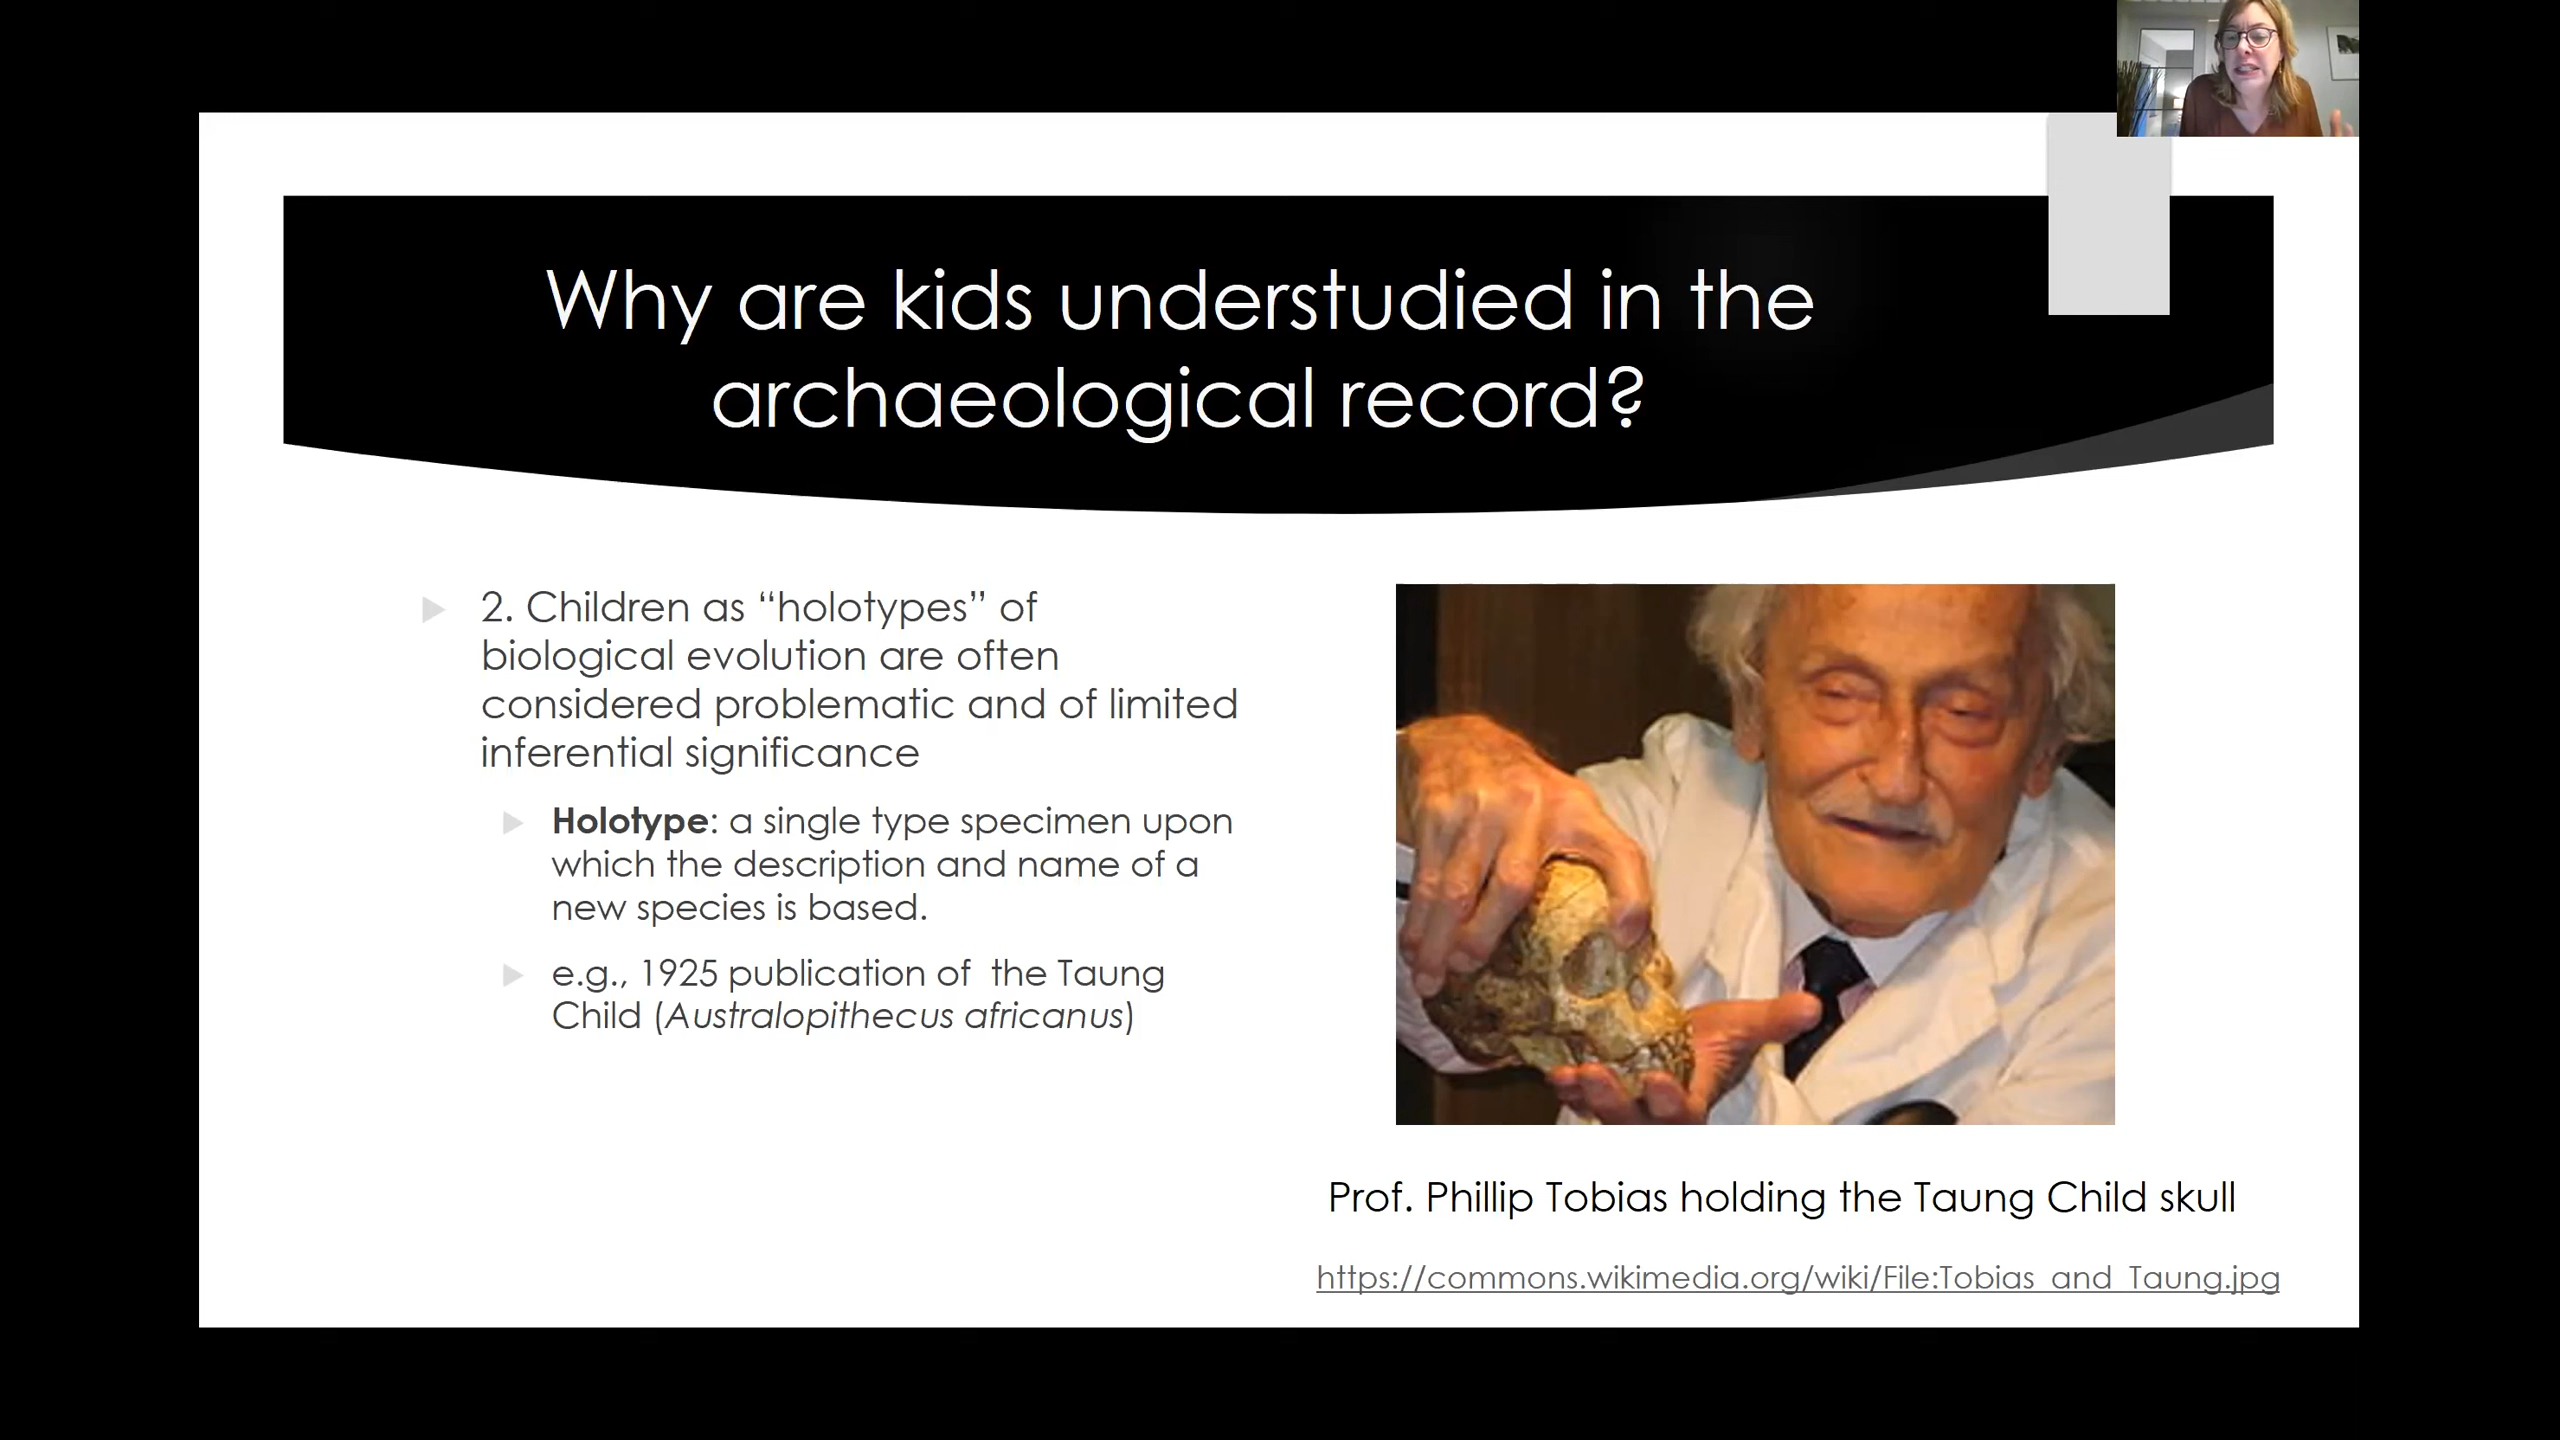 Why are kids understudied in the
archaeological record?
2. Children as “holotypes” of
biological evolution are often
considered problematic and of limited
inferential significance
Holotype: a single type specimen upon
which the description and name of a
new species is based.
e.g., 1925 publication of  the Taung
Child (Australopithecus africanus)
Prof. Phillip Tobias holding the Taung Child skull
https://commons.wikimedia.org/wiki/File:Tobias_and_Taung.jpg